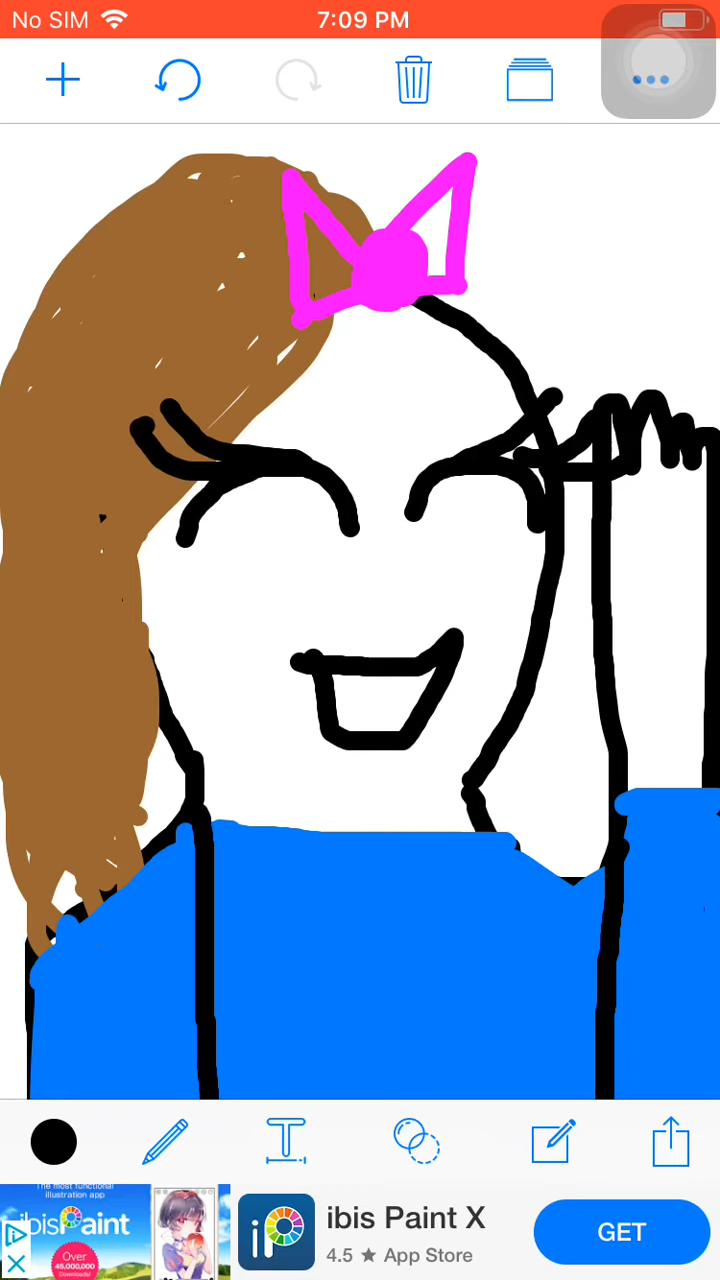 No SIM
7:09 PM
The most functional
illustration app
ibisPaint
Over
45,000,000
Downloads!
iP
ibis Paint X
4.5 ★ App Store
GET